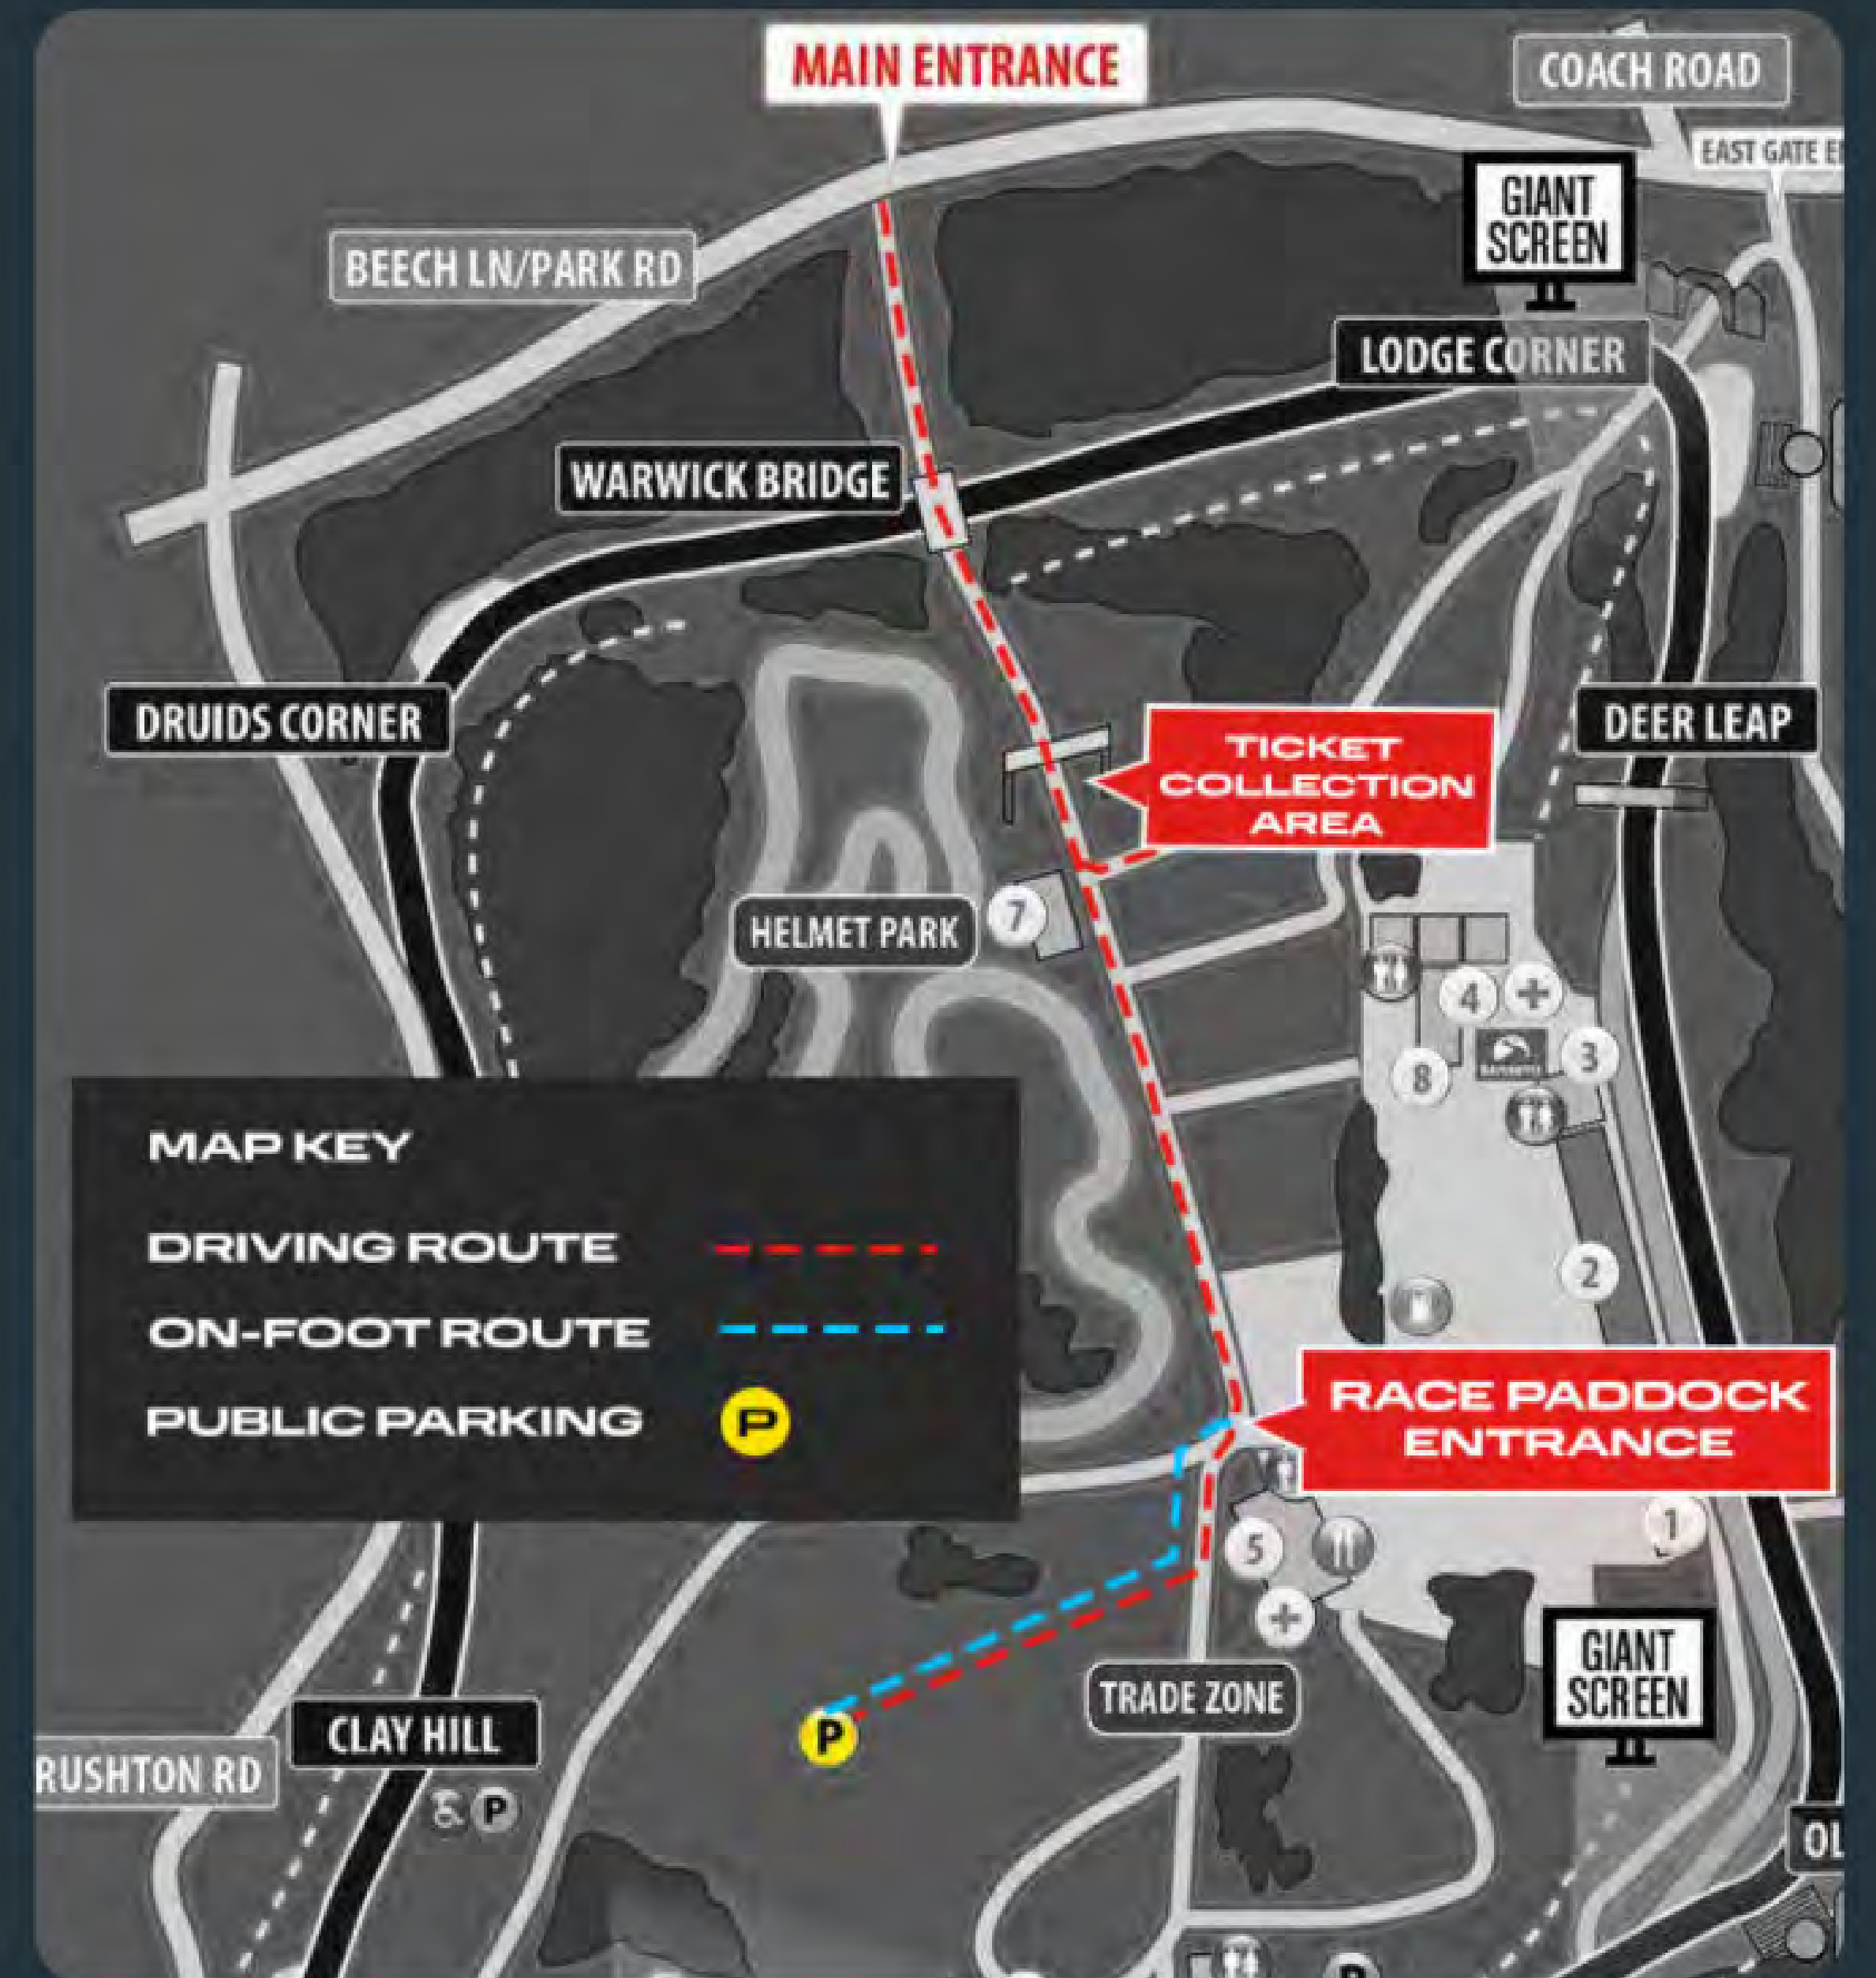 MAIN ENTRANCE
COACH ROAD
EAST GATE
GIANT
SCREEN
BEECH LN/PARK RD
LODGE CORNER
WARWICK BRIDGE
DRUIDS CORNER
DEER LEAP
TICKET
COLLECTION
AREA
HELMET PARK
7
4
3
8
MAP KEY
DRIVING ROUTE
ON-FOOT ROUTE
PUBLIC PARKING
P
2
RACE PADDOCK
ENTRANCE
1
5
TRADE ZONE
GIANT
SCREEN
P
CLAY HILL
RUSHTON RD
P
OL